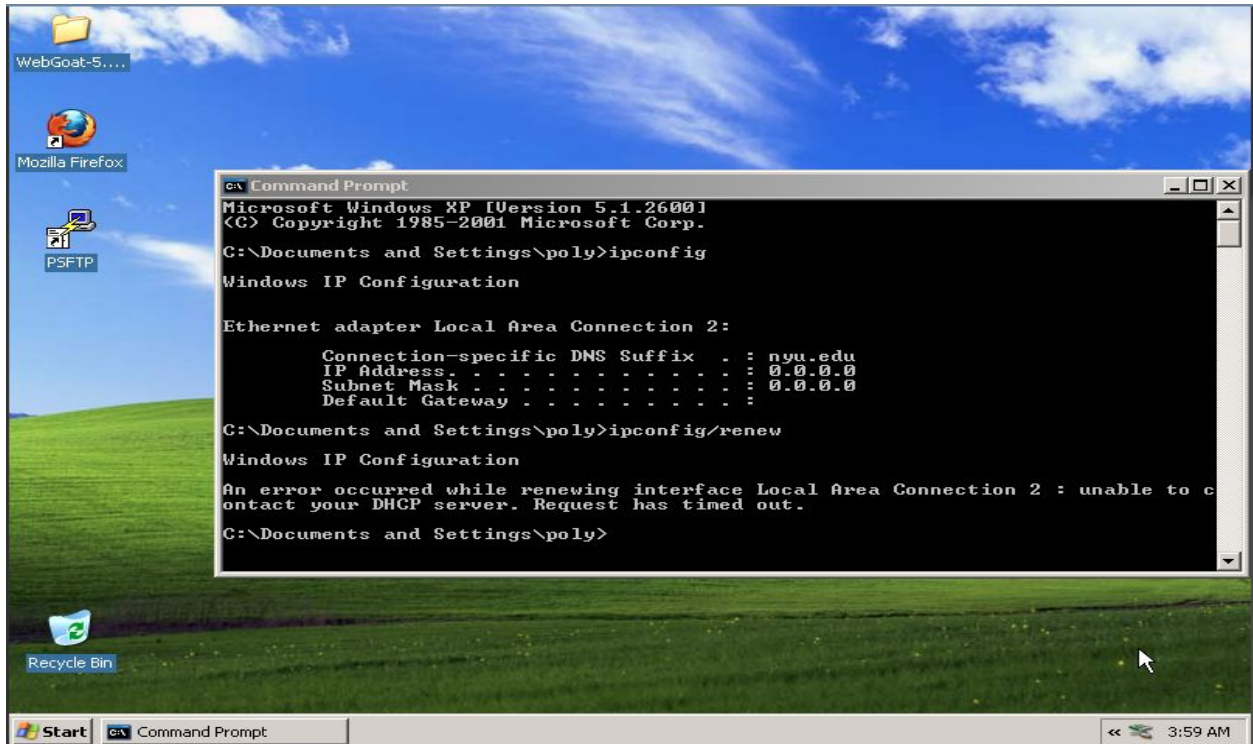 WebGoat-5....
Mozilla Firefox
PSFTP
Recycle Bin
Command Prompt
Microsoft Windows XP [Version 5.1.2600]
(C) Copyright 1985-2001 Microsoft Corp.
C:\Documents and Settings\poly>ipconfig
Windows IP Configuration
Ethernet adapter Local Area Connection 2:
Connection-specific DNS Suffix  . : nyu.edu
IP Address. . . . . . . . . . . . : 0.0.0.0
Subnet Mask . . . . . . . . . . . : 0.0.0.0
Default Gateway . . . . . . . . . :
C:\Documents and Settings\poly>ipconfig/renew
Windows IP Configuration
An error occurred while renewing interface Local Area Connection 2 : unable to c
ontact your DHCP server. Request has timed out.
C:\Documents and Settings\poly>
Start
Command Prompt
3:59 AM